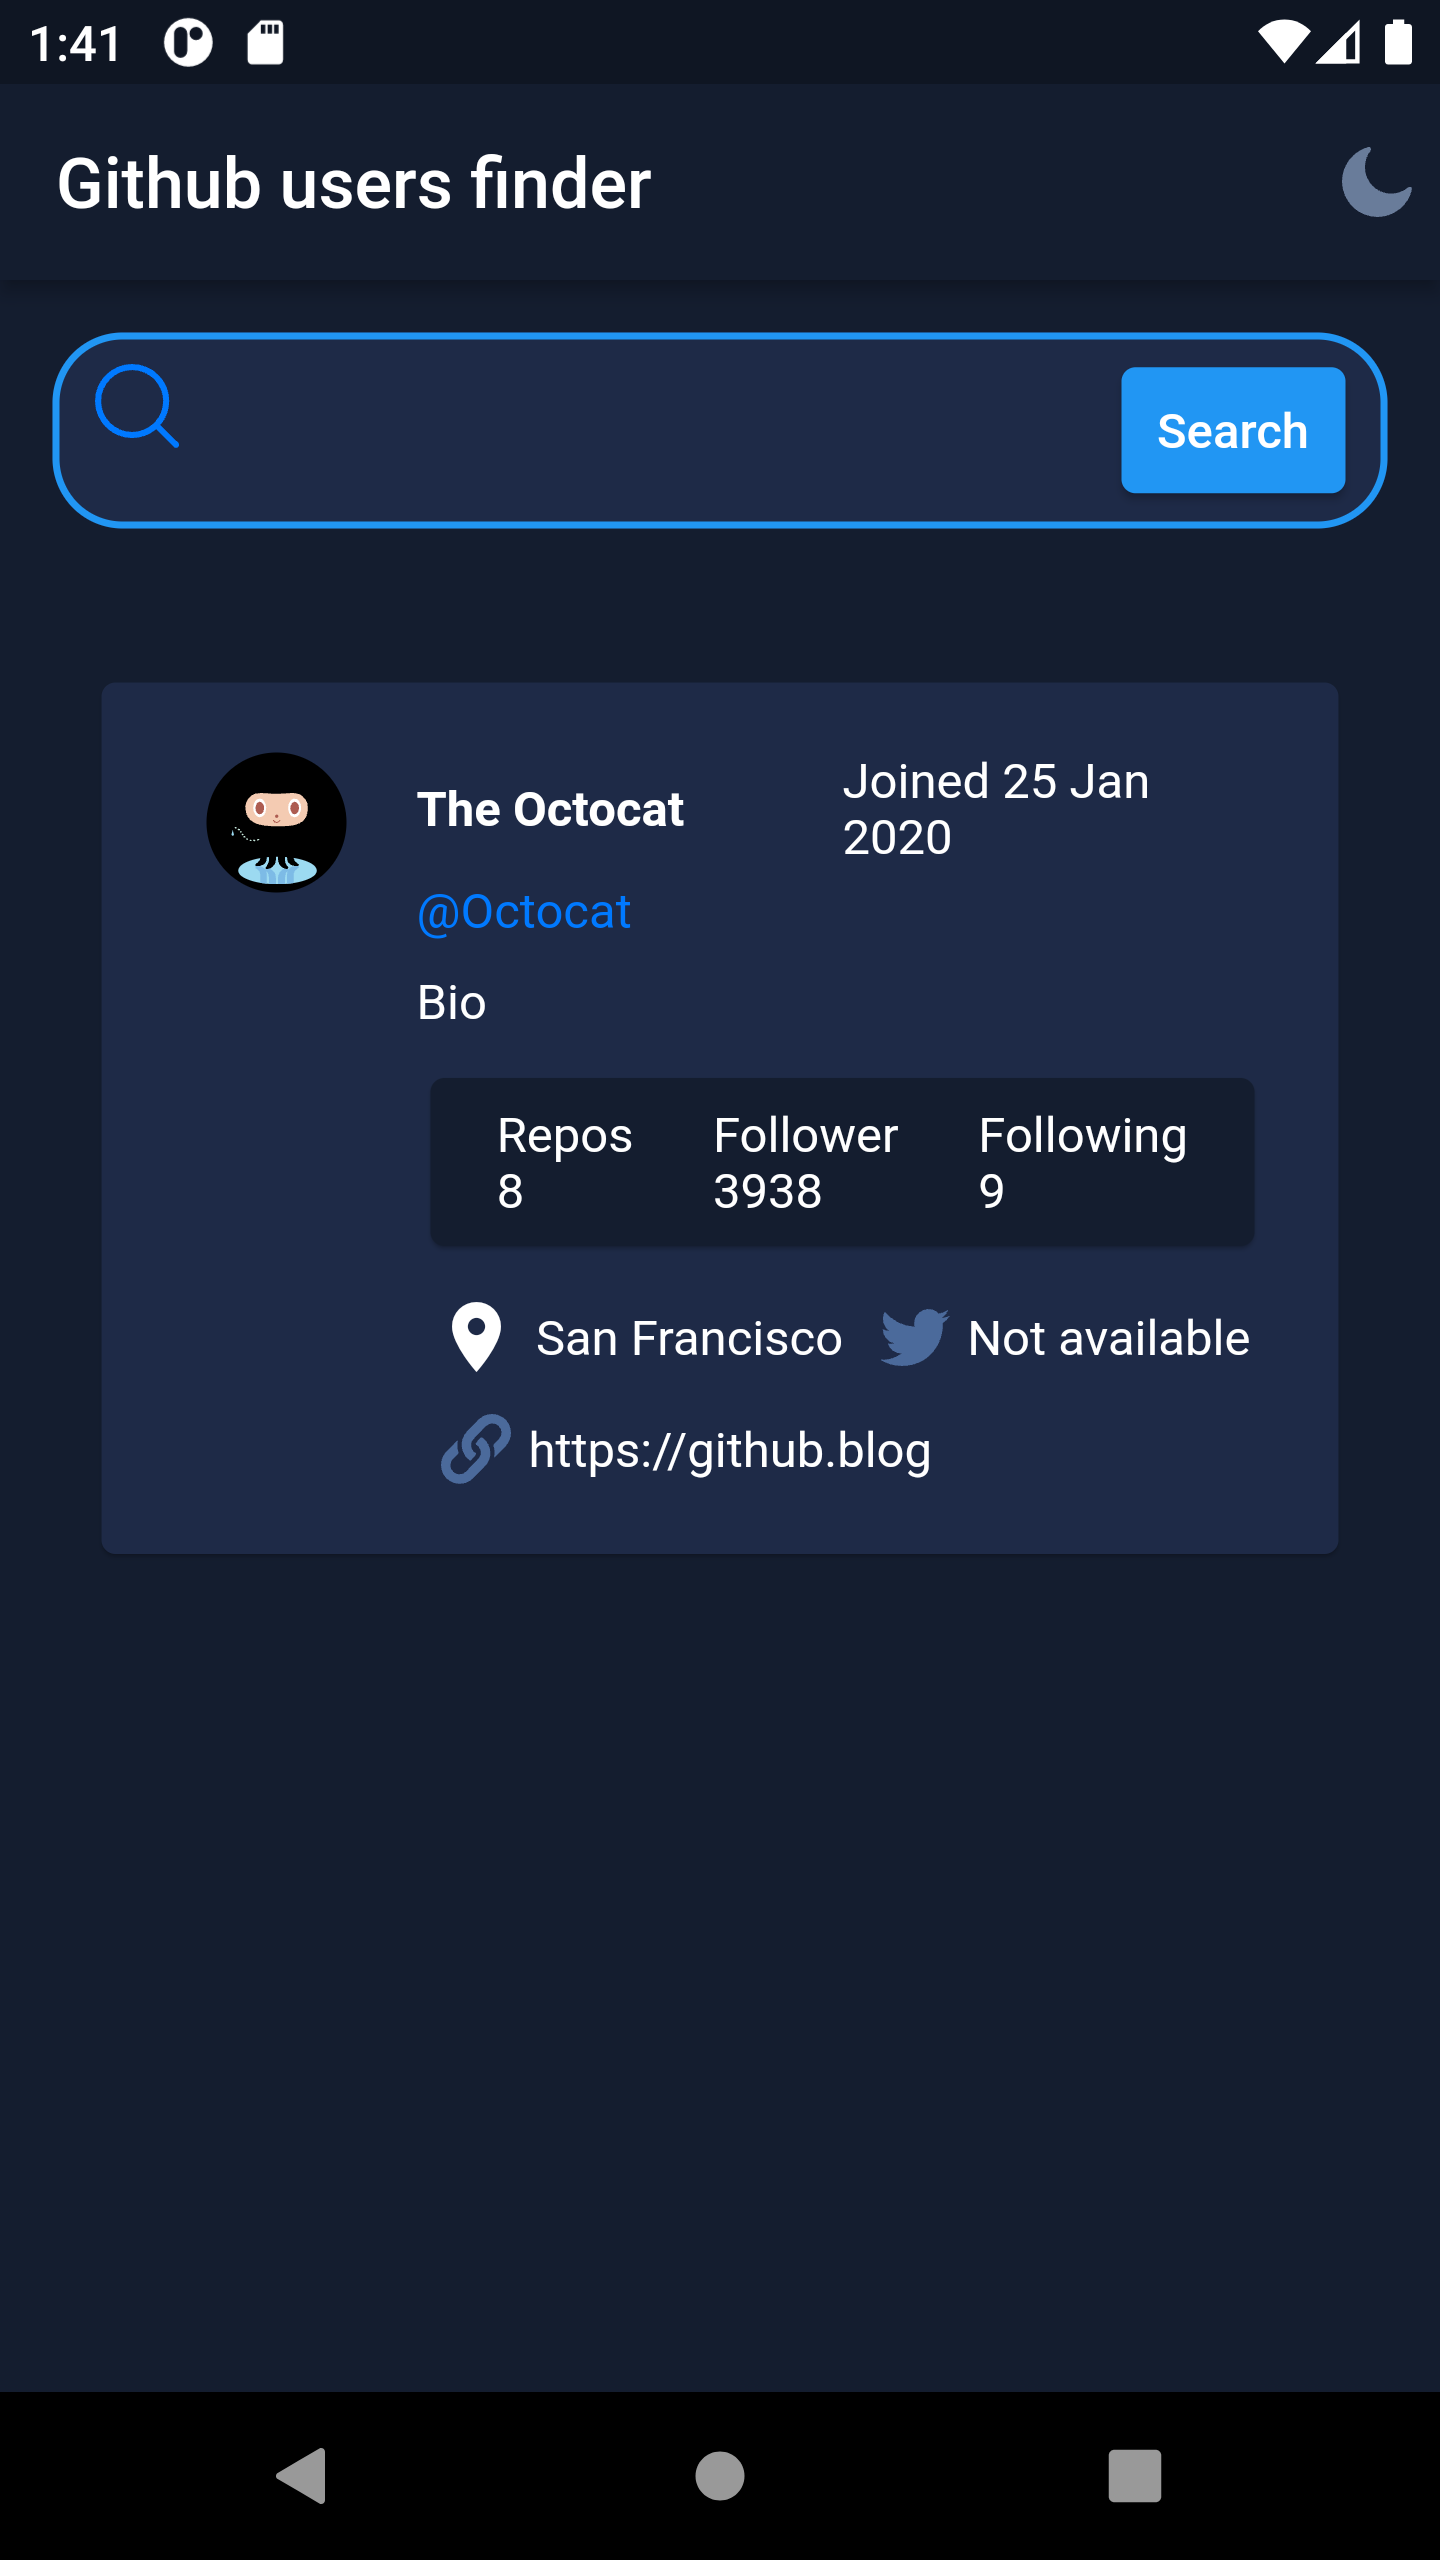 1:41
Github users finder
Search
The Octocat
Joined 25 Jan
2020
@Octocat
Bio
Repos Follower Following
8 3938 9
San Francisco Not available
https://github.blog